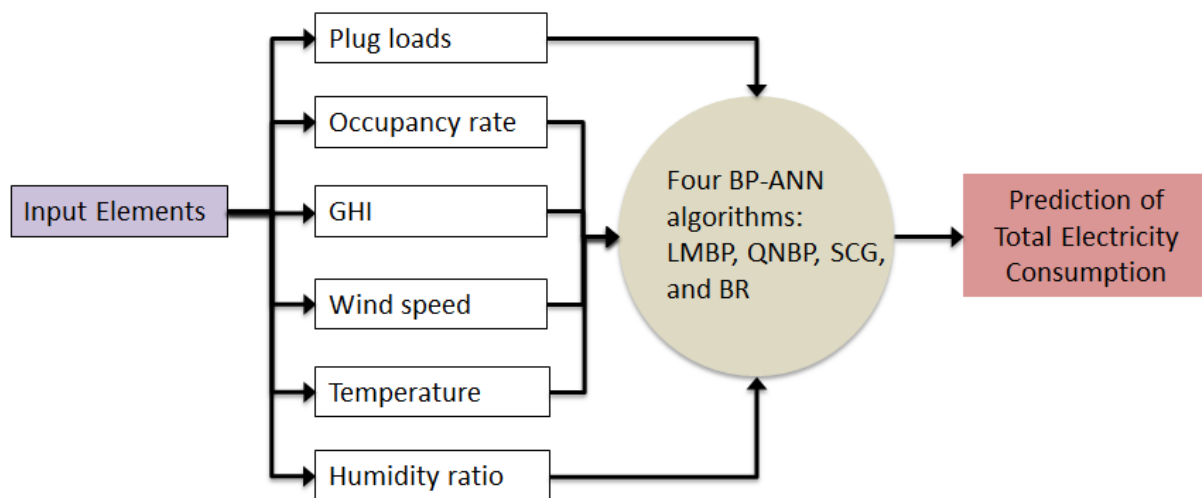 Input Elements
Plug loads
Occupancy rate
GHI
Wind speed
Temperature
Humidity ratio
Four BP-ANN
algorithms:
LMBP, QNBP, SCG,
and BR
Prediction of
Total Electricity
Consumption